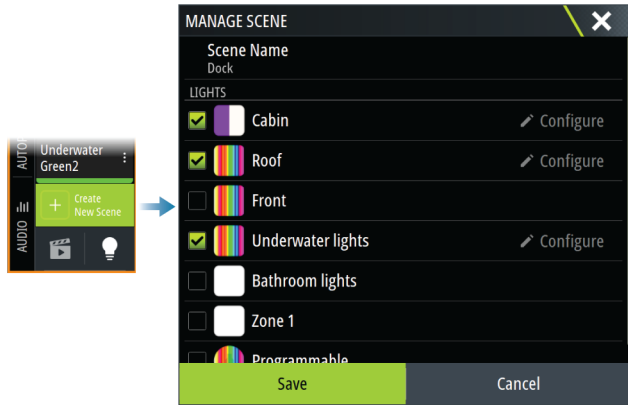 AUTOP
Underwater
Green2
Create
New Scene
AUDIO
MANAGE SCENE
Scene Name
Dock
LIGHTS
Cabin
Configure
Roof
Configure
Front
Underwater lights
Configure
Bathroom lights
Zone 1
Programmable
Save
Cancel